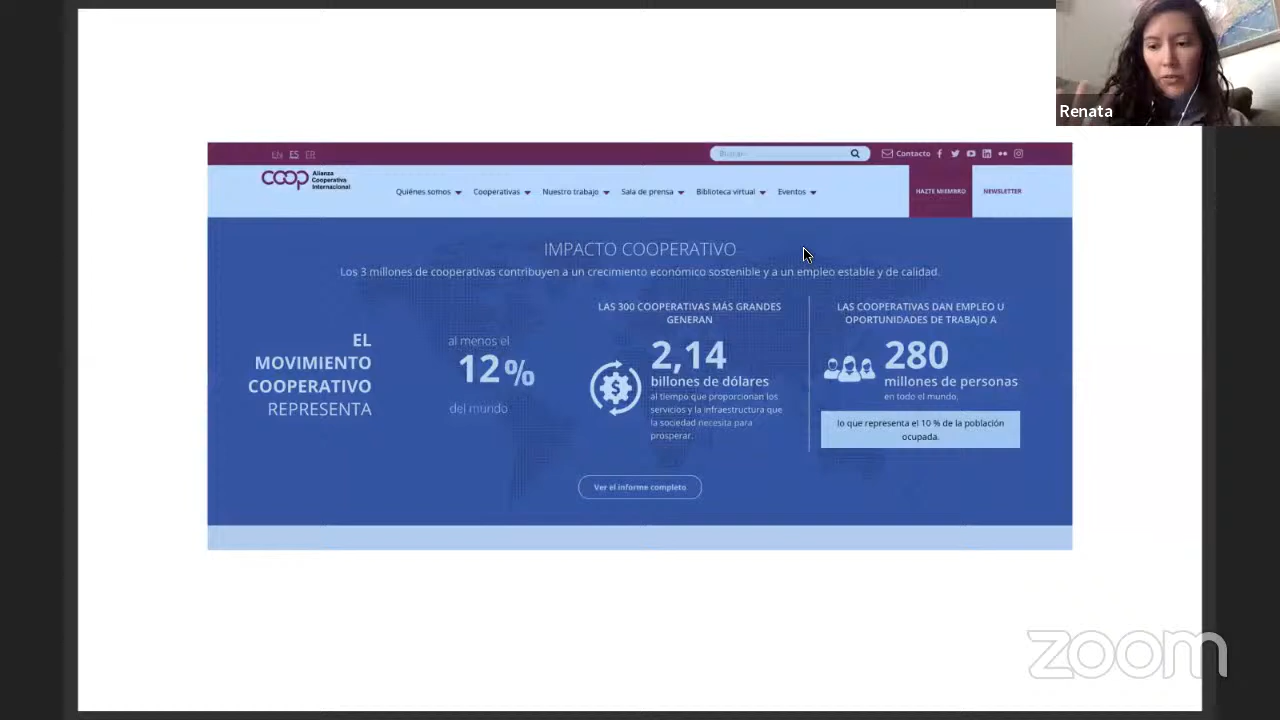 Renata
EN ES FR
Buscar...
Contacto
coop Alianza
Cooperativa
Internacional
Quiénes somos Cooperativas Nuestro trabajo Sala de prensa Biblioteca virtual Eventos
HAZTE MIEMBRO NEWSLETTER
IMPACTO COOPERATIVO
Los 3 millones de cooperativas contribuyen a un crecimiento económico sostenible y a un empleo estable y de calidad.
EL
MOVIMIENTO
COOPERATIVO
REPRESENTA
al menos el
12%
del mundo
LAS 300 COOPERATIVAS MÁS GRANDES
GENERAN
2,14
billones de dólares
al tiempo que proporcionan los
servicios y la infraestructura que
la sociedad necesita para
prosperar.
LAS COOPERATIVAS DAN EMPLEO U
OPORTUNIDADES DE TRABAJO A
280
millones de personas
en todo el mundo,
lo que representa el 10 % de la población
ocupada.
Ver el informe completo
zoom